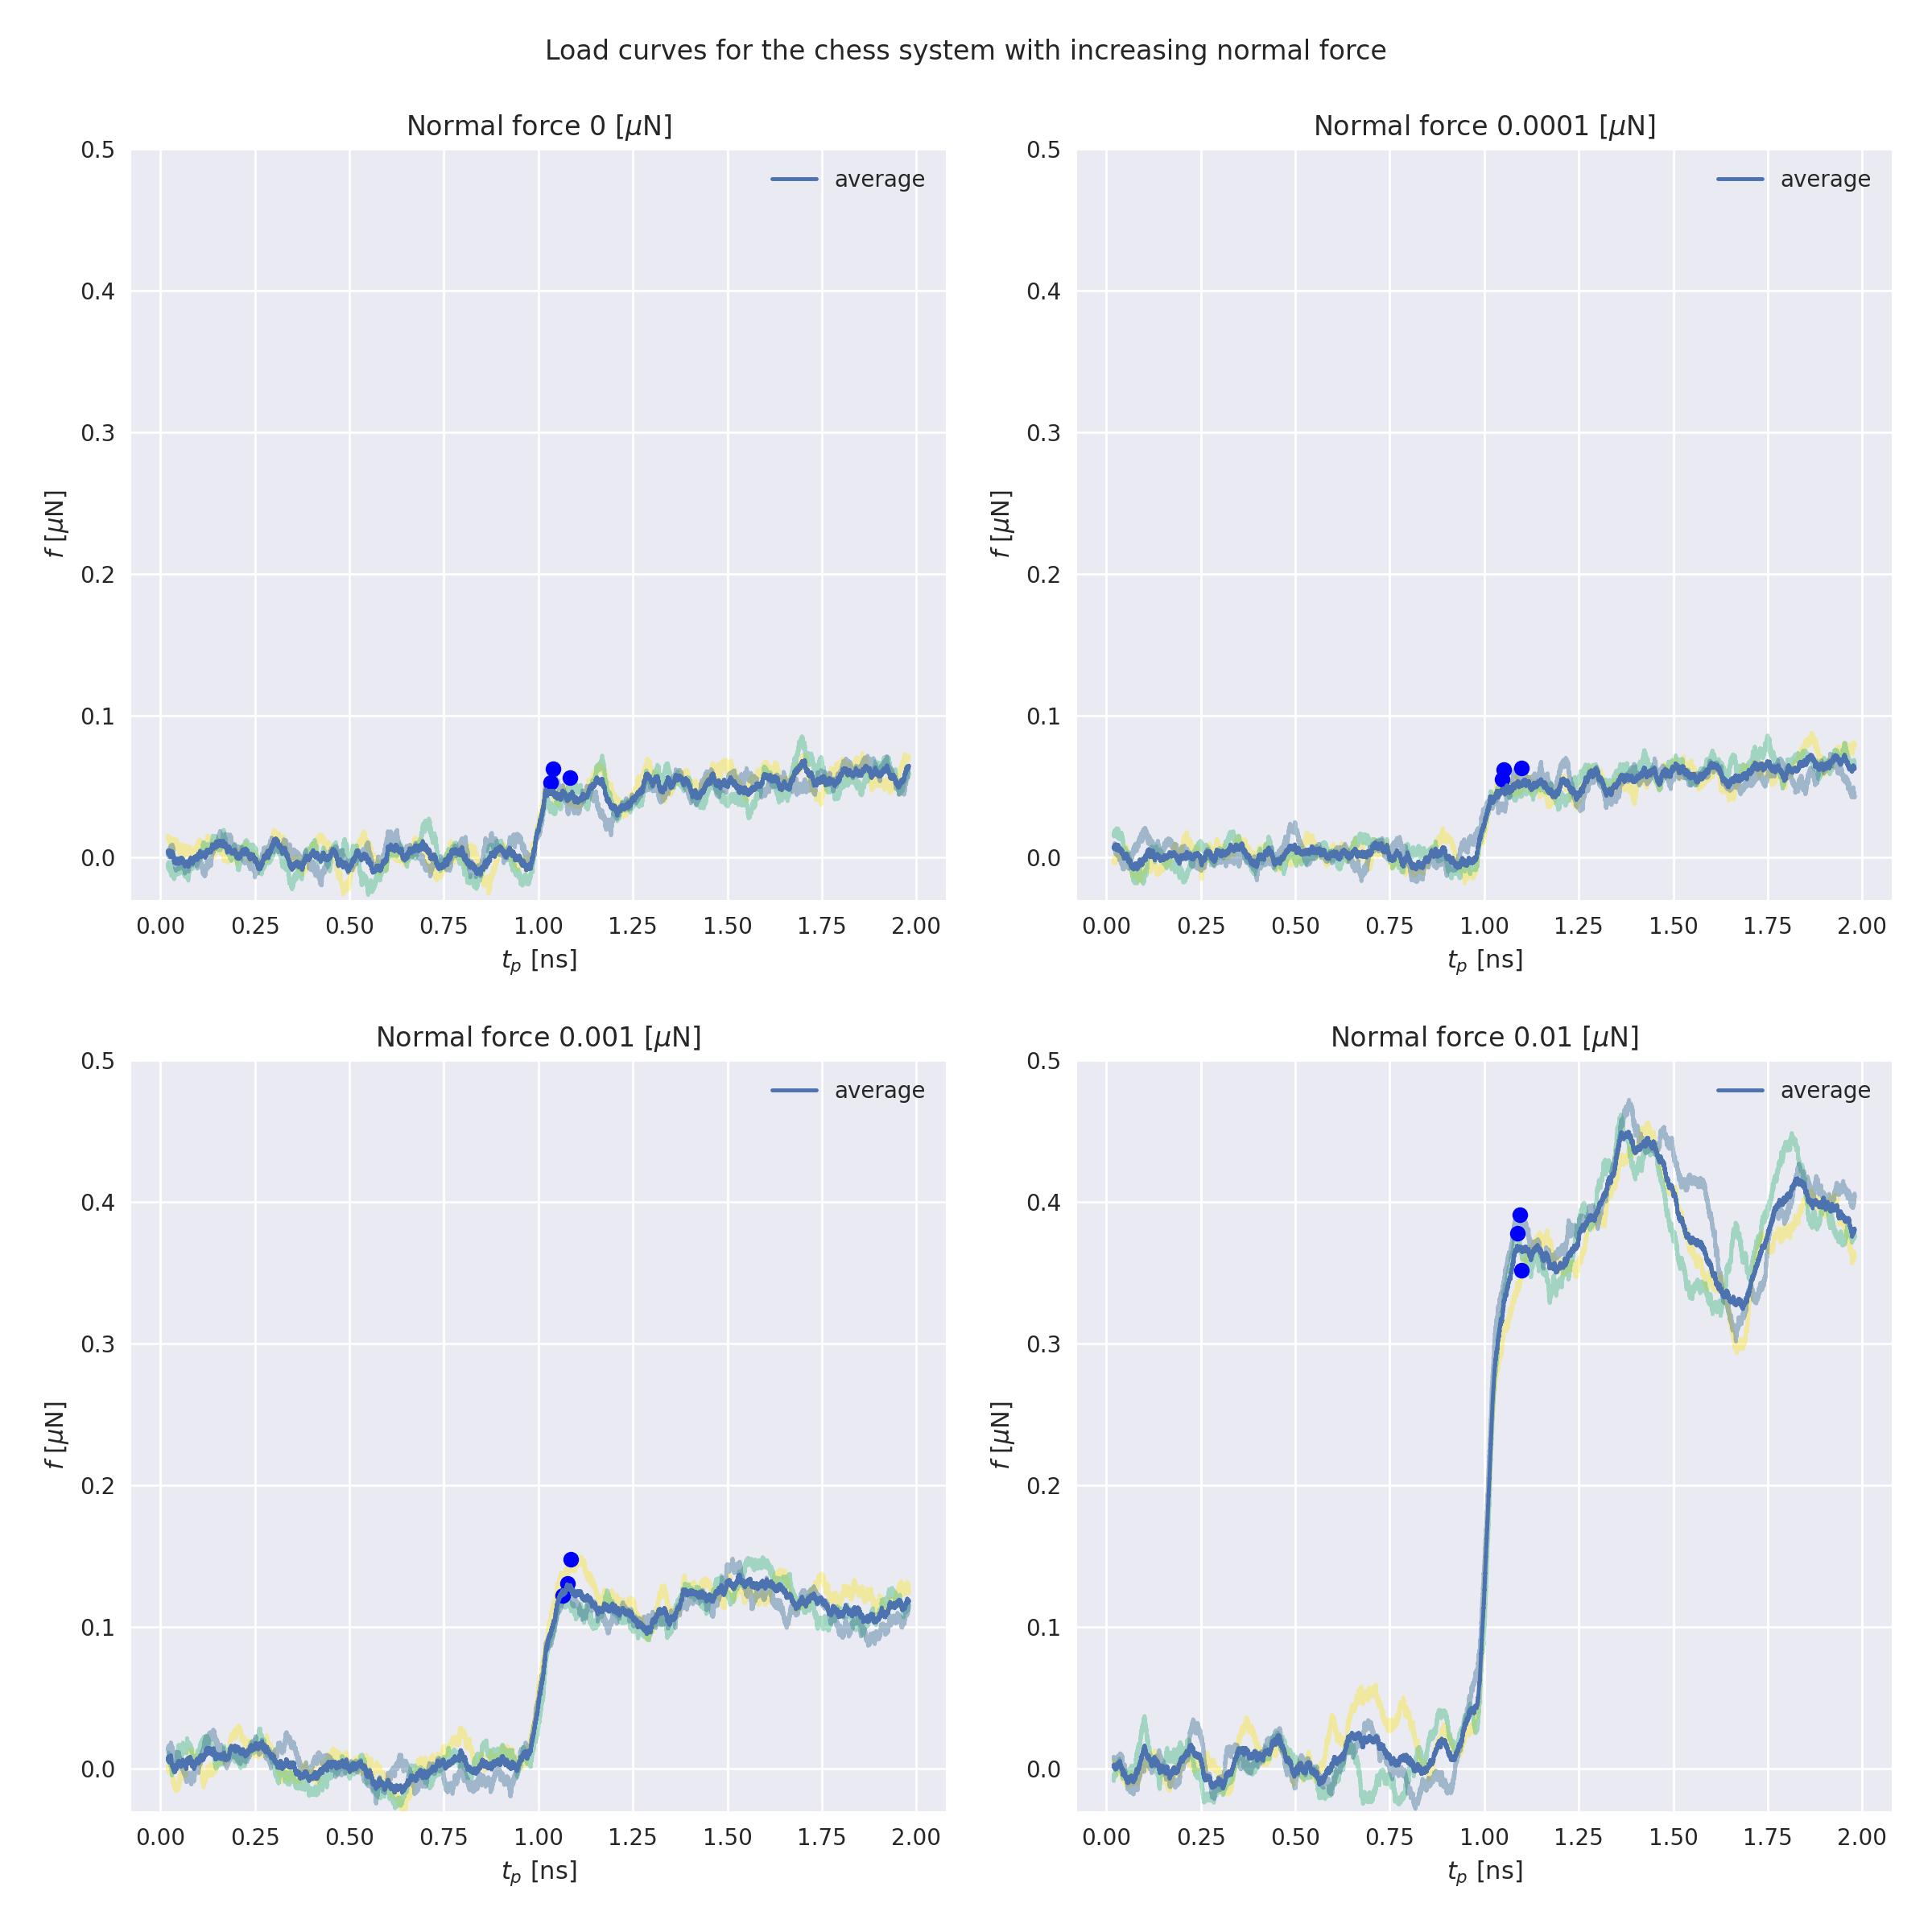 Load curves for the chess system with increasing normal force
Normal force 0 [μN]
average
0.5
0.4
0.3
0.2
0.1
0.0
f [μN]
0.00 0.25 0.50 0.75 1.00 1.25 1.50 1.75 2.00
t_p [ns]
Normal force 0.0001 [μN]
average
0.5
0.4
0.3
0.2
0.1
0.0
f [μN]
0.00 0.25 0.50 0.75 1.00 1.25 1.50 1.75 2.00
t_p [ns]
Normal force 0.001 [μN]
average
0.5
0.4
0.3
0.2
0.1
0.0
f [μN]
0.00 0.25 0.50 0.75 1.00 1.25 1.50 1.75 2.00
t_p [ns]
Normal force 0.01 [μN]
average
0.5
0.4
0.3
0.2
0.1
0.0
f [μN]
0.00 0.25 0.50 0.75 1.00 1.25 1.50 1.75 2.00
t_p [ns]